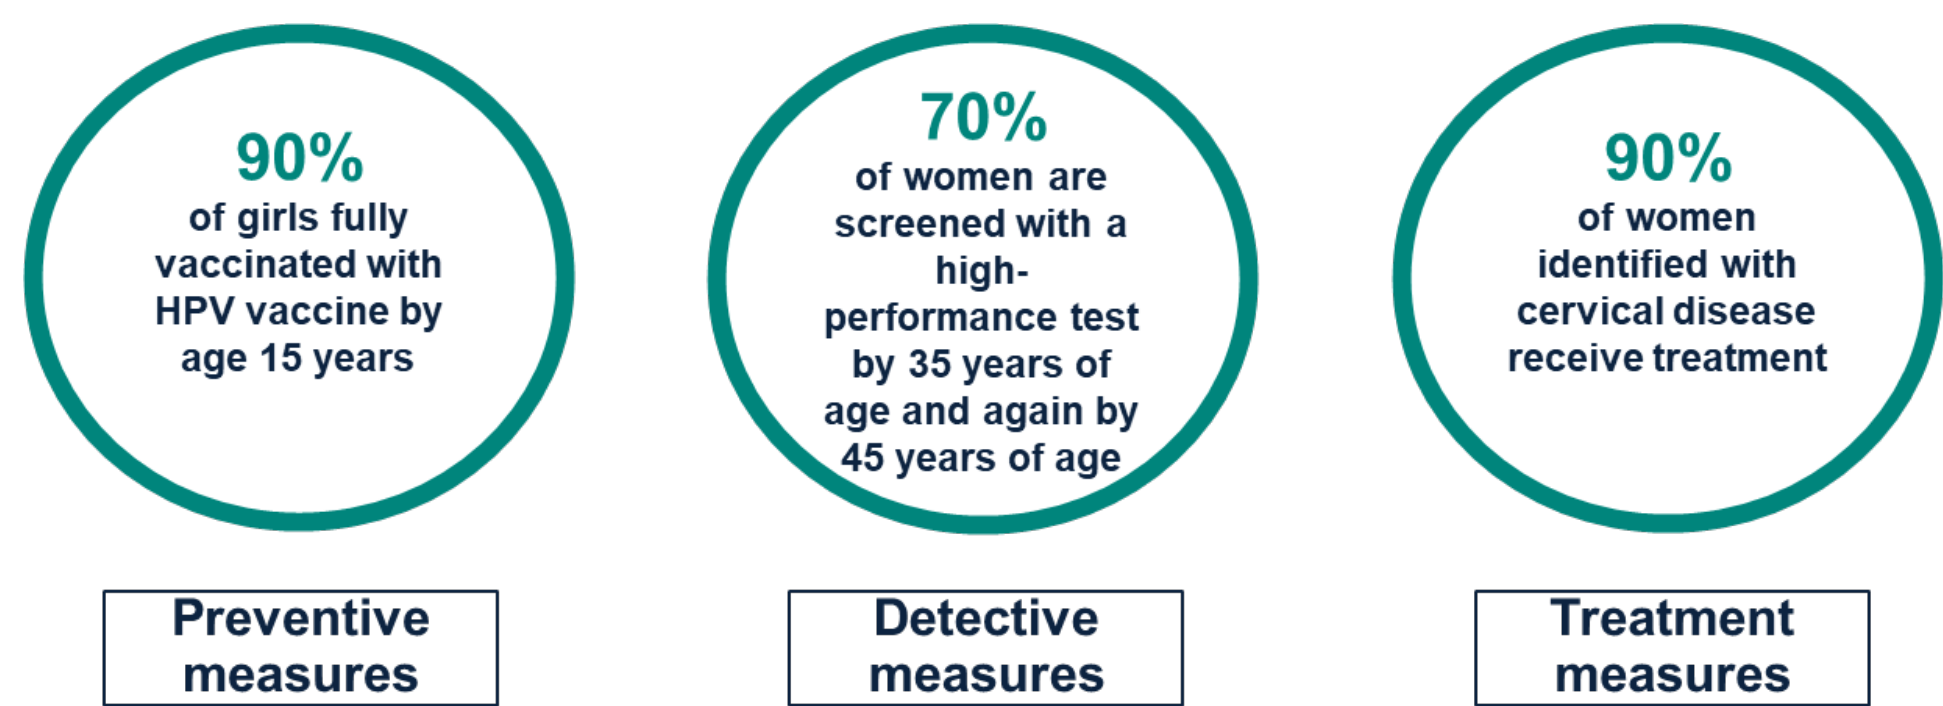 90%
of girls fully
vaccinated with
HPV vaccine by
age 15 years
70%
of women are
screened with a
high-
performance test
by 35 years of
age and again by
45 years of age
90%
of women
identified with
cervical disease
receive treatment
Preventive
measures
Detective
measures
Treatment
measures